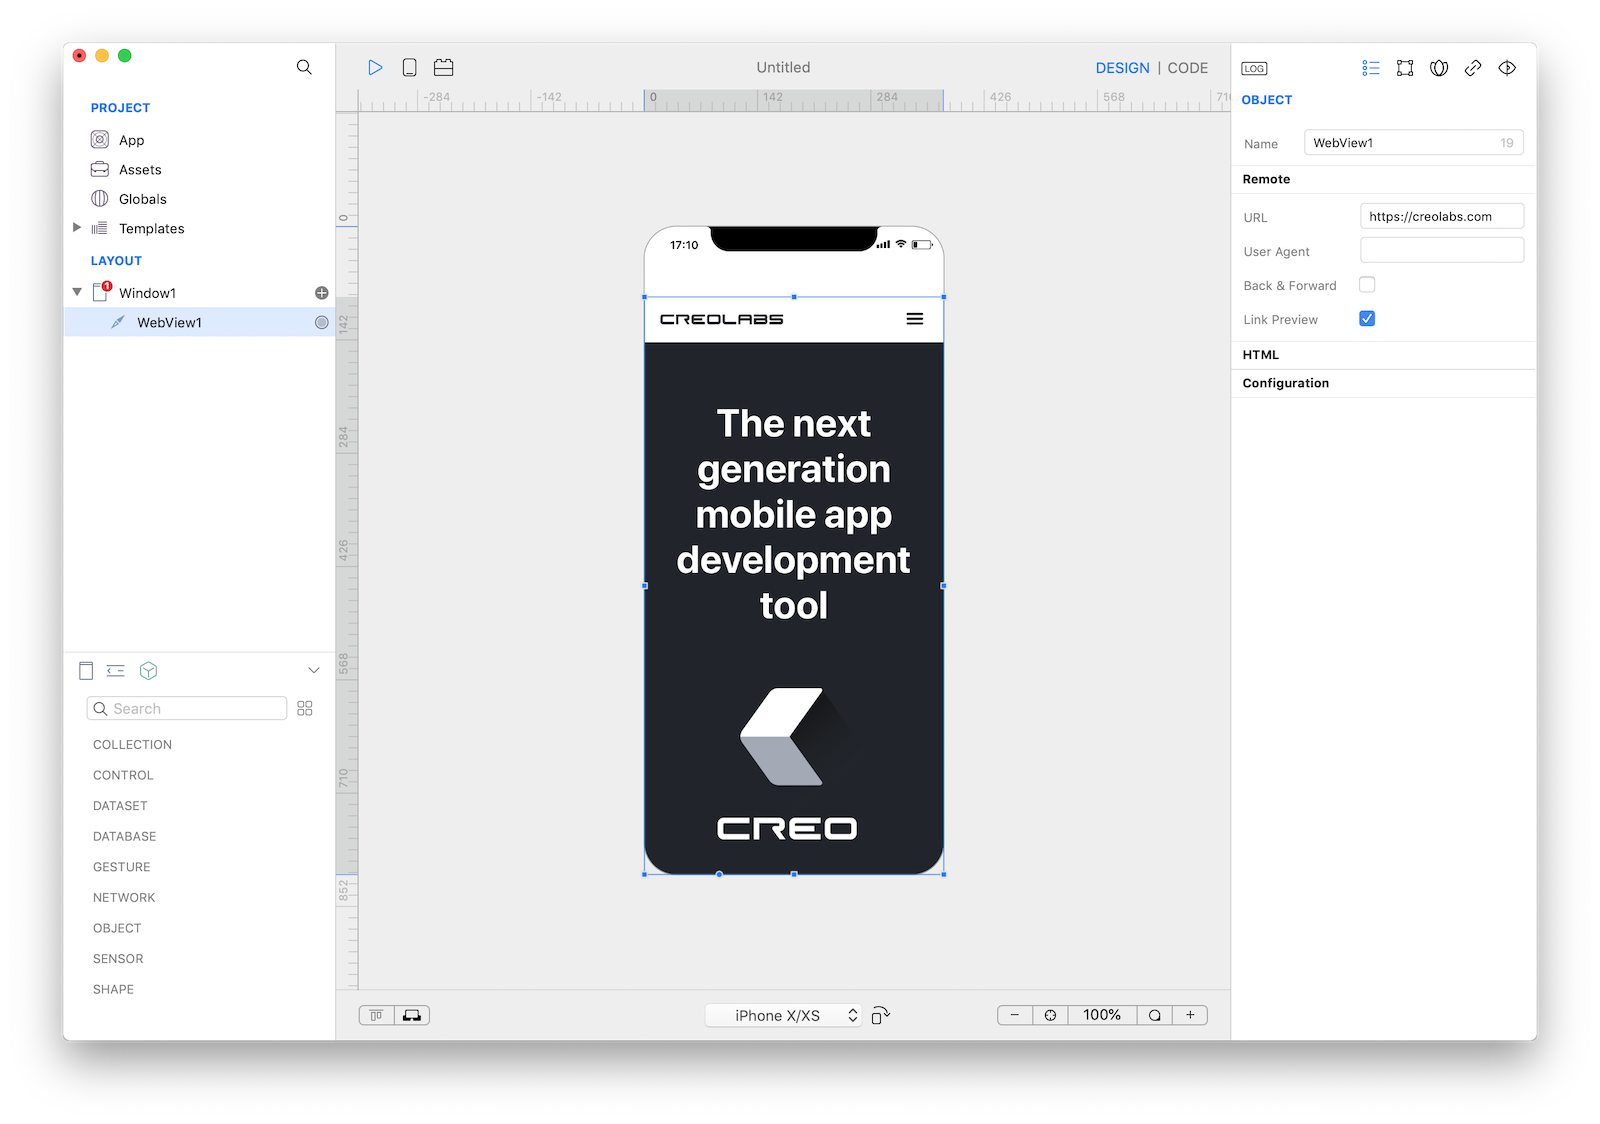 PROJECT
App
Assets
Globals
Templates
LAYOUT
1
Window1
WebView1
Search
COLLECTION
CONTROL
DATASET
DATABASE
GESTURE
NETWORK
OBJECT
SENSOR
SHAPE
Untitled
DESIGN | CODE
-284 -142 0 142 284 426 568
0
142
284
426
568
710
852
17:10
CREOLABS
The next
generation
mobile app
development
tool
CREO
iPhone X/XS
− 100% +
LOG
OBJECT
Name WebView1 19
Remote
URL https://creolabs.com
User Agent
Back & Forward
Link Preview
HTML
Configuration